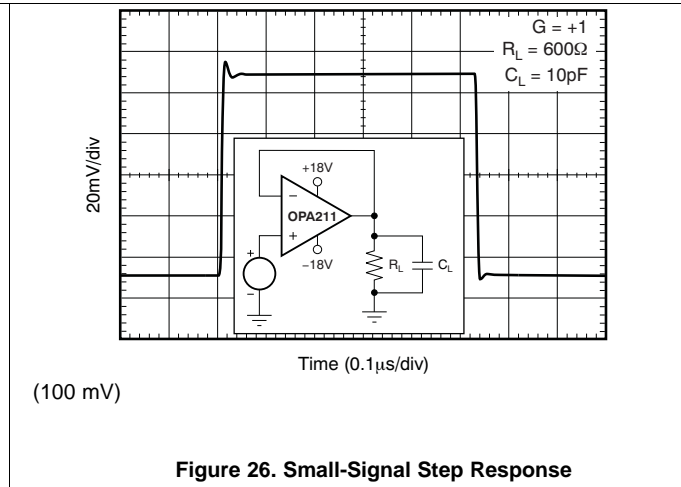 G = +1
R_L = 600Ω
C_L = 10pF
20mV/div
+18V
−
OPA211
+
+
−18V
R_L
C_L
−
Time (0.1μs/div)
(100 mV)
Figure 26. Small-Signal Step Response